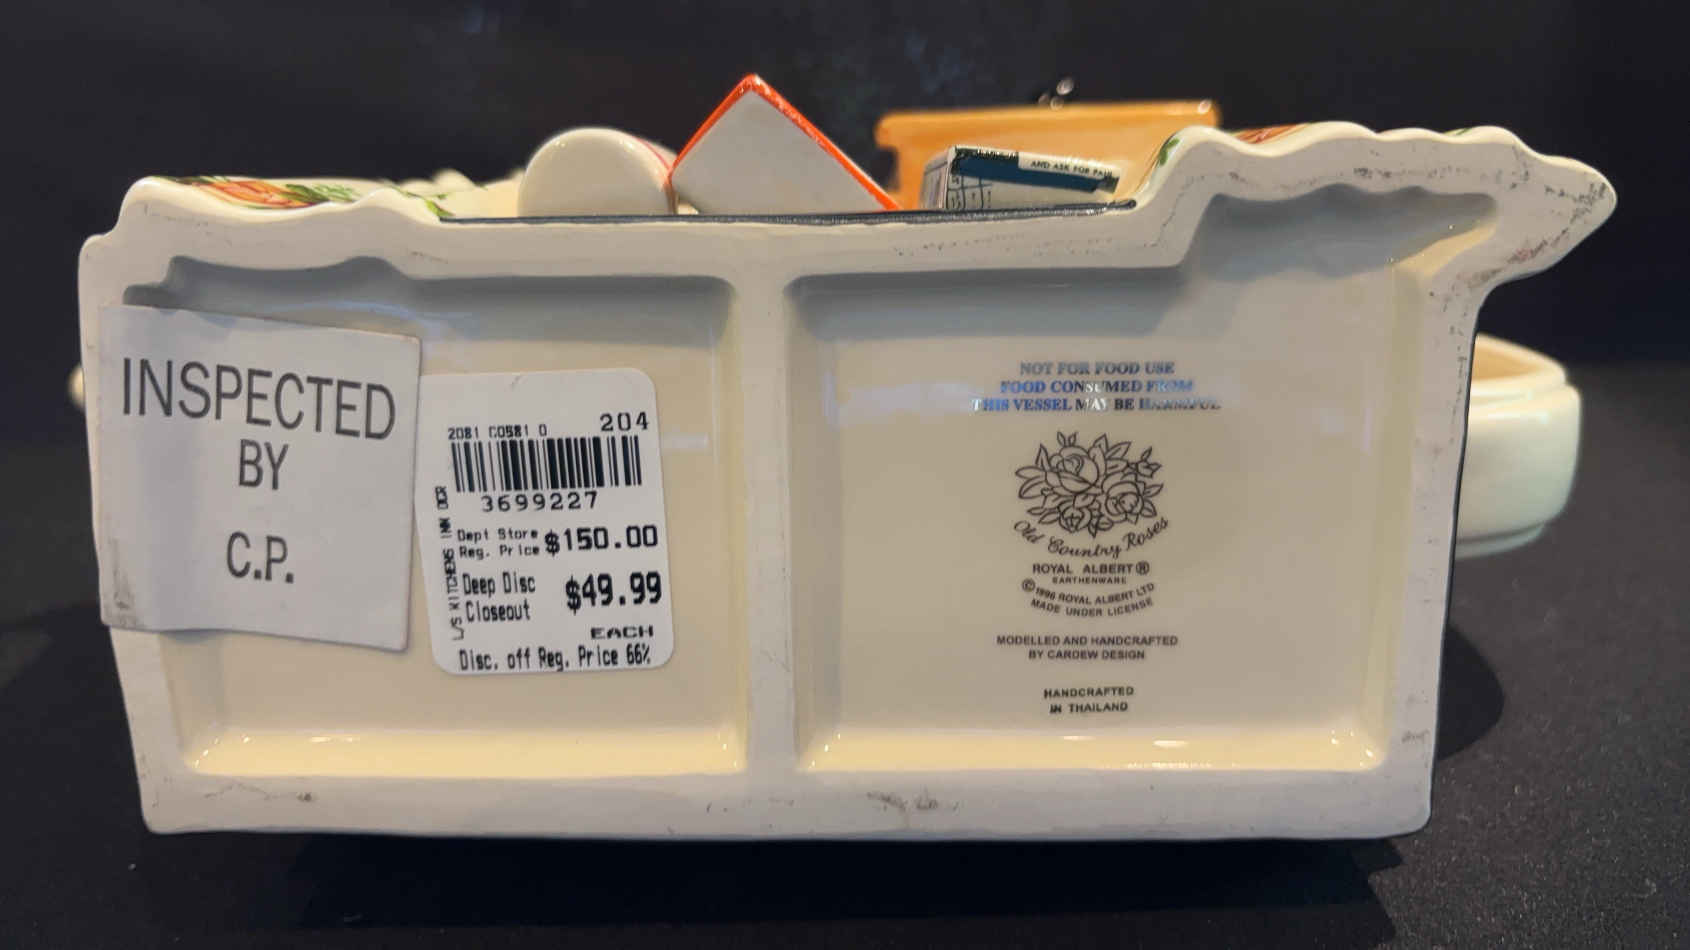 AND ASK FOR PAUL
INSPECTED
BY
C.P.
2081 C0581 0 204
3699227
L/S KITCHENS INK DCR
Dept Store
Reg. Price $150.00
Deep Disc
Closeout $49.99
EACH
Disc. off Reg. Price 66%
NOT FOR FOOD USE
FOOD CONSUMED FROM
THIS VESSEL MAY BE HARMFUL
Old Country Roses
ROYAL ALBERT®
EARTHENWARE
© 1996 ROYAL ALBERT LTD
MADE UNDER LICENSE
MODELLED AND HANDCRAFTED
BY CARDEW DESIGN
HANDCRAFTED
IN THAILAND